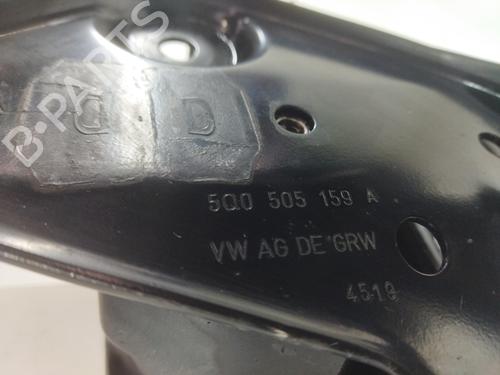 B-PARTS
D D
5Q0 505 159 A
VW AG DE*GRW
4519